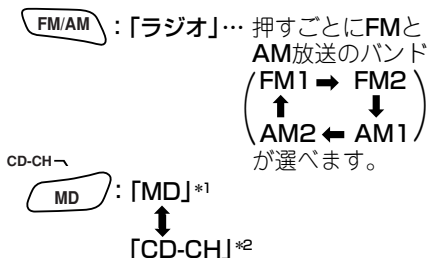 FM/AM :「ラジオ」… 押すごとにFMと
AM放送のバンド
FM1 ➡ FM2
⬆ ⬇
AM2 ⬅ AM1
が選べます。
CD-CH
MD :「MD」*1
⬍
「CD-CH」*2